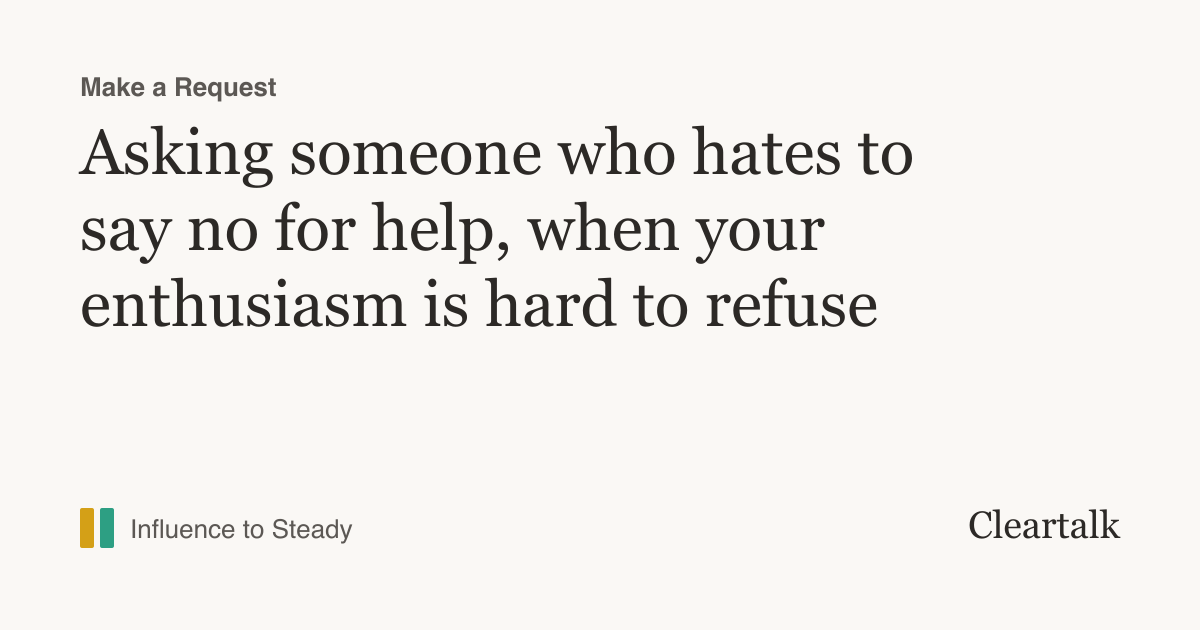 Make a Request
Asking someone who hates to
say no for help, when your
enthusiasm is hard to refuse
Influence to Steady
Cleartalk